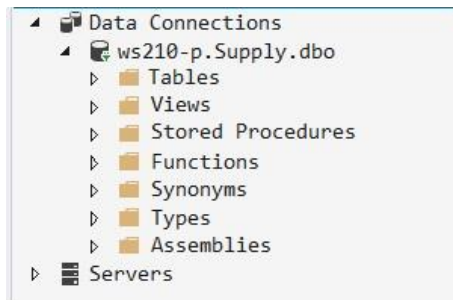 Data Connections
ws210-p.Supply.dbo
Tables
Views
Stored Procedures
Functions
Synonyms
Types
Assemblies
Servers